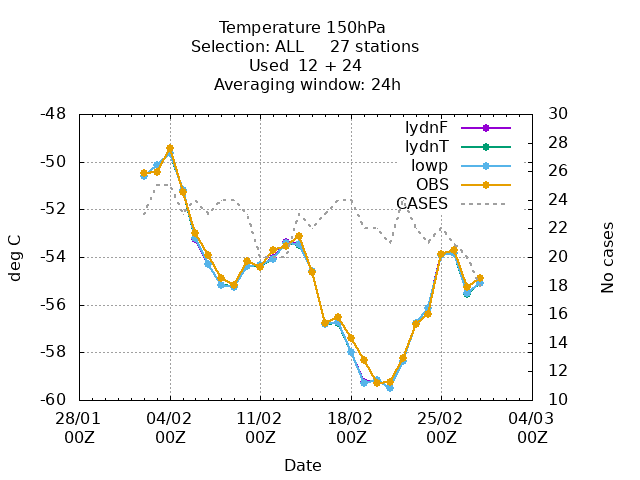 Temperature 150hPa
Selection: ALL 27 stations
Used 12 + 24
Averaging window: 24h
-48
-50
-52
-54
-56
-58
-60
30
28
26
24
22
20
18
16
14
12
10
deg C
No cases
lydnF
lydnT
lowp
OBS
CASES
28/01 04/02 11/02 18/02 25/02 04/03
00Z 00Z 00Z 00Z 00Z 00Z
Date